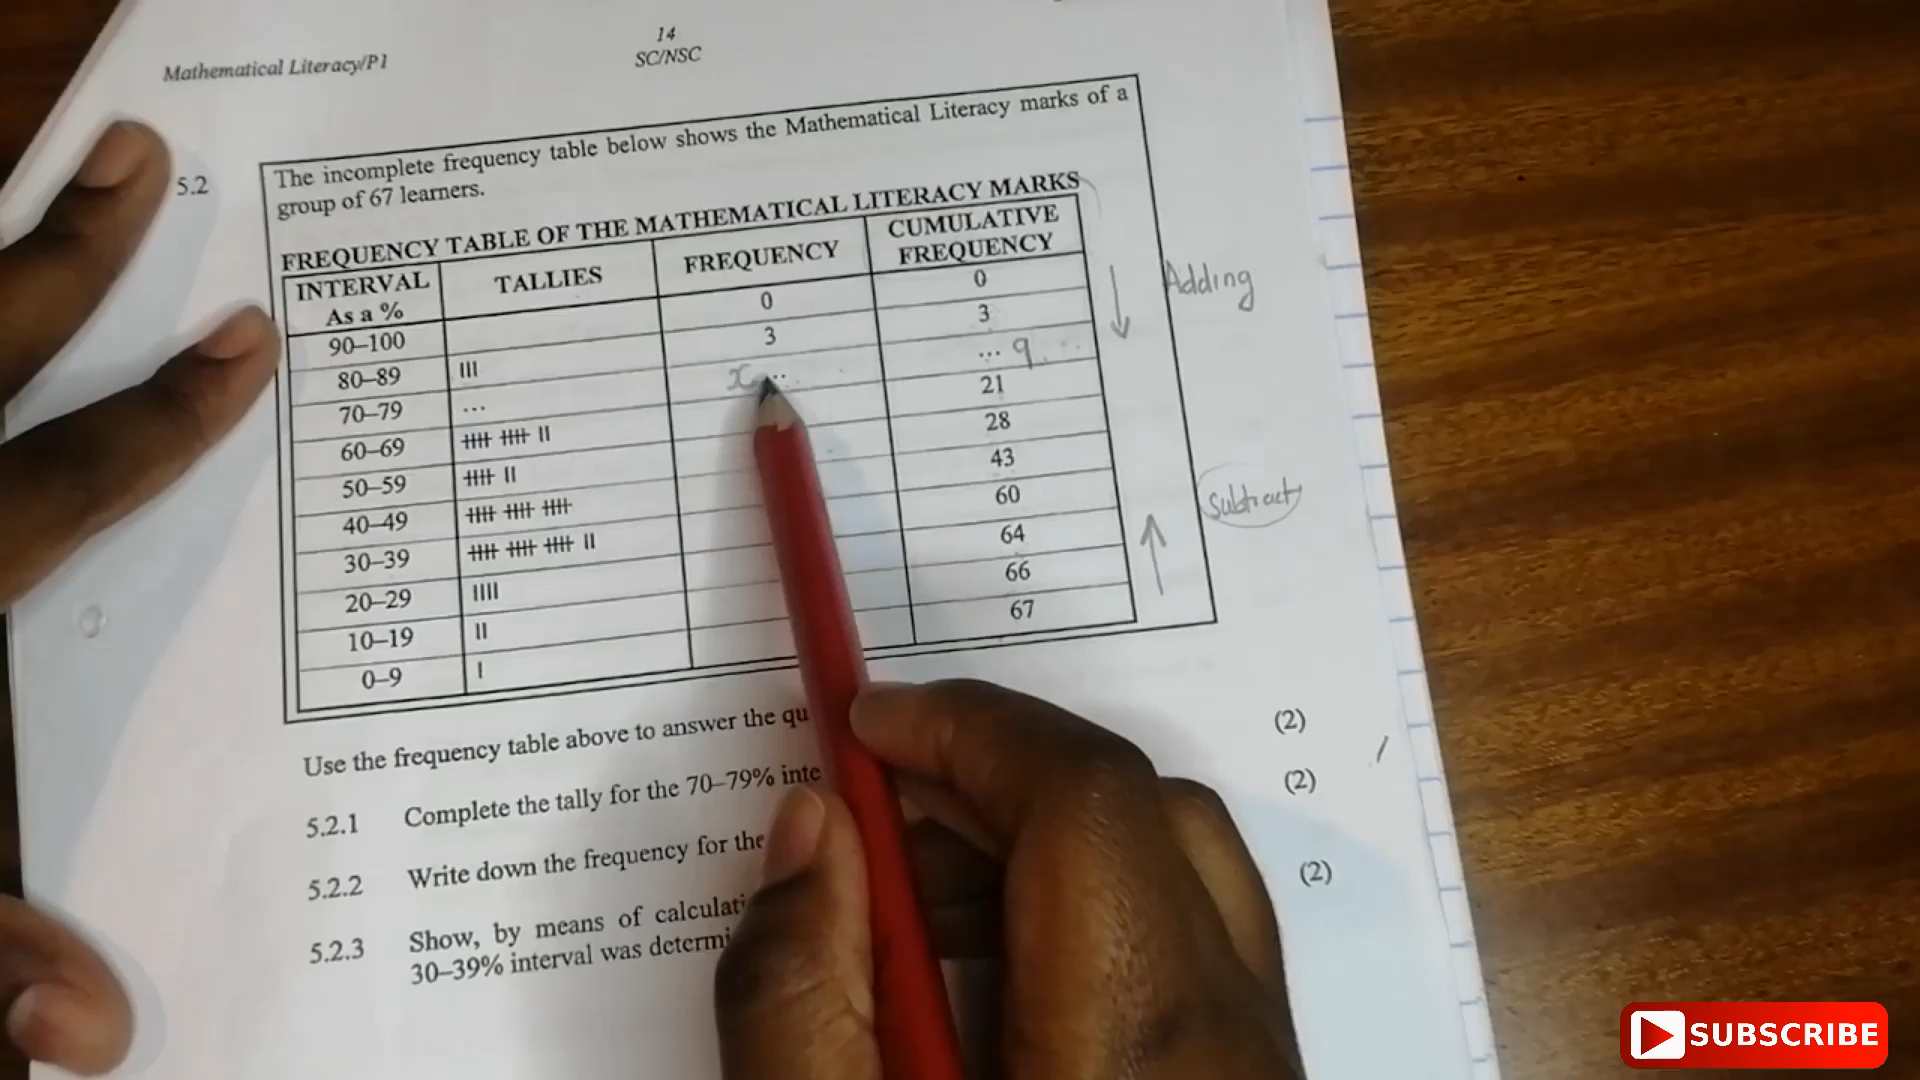 14
Mathematical Literacy/P1
SC/NSC
5.2
The incomplete frequency table below shows the Mathematical Literacy marks of a
group of 67 learners.
FREQUENCY TABLE OF THE MATHEMATICAL LITERACY MARKS
INTERVAL As a % TALLIES FREQUENCY CUMULATIVE FREQUENCY
90–100 0 0
80–89 III 3 3
70–79 ... x .. ... 9
60–69 𝍸 𝍸 II 21
50–59 𝍸 II 28
40–49 𝍸 𝍸 𝍸 43
30–39 𝍸 𝍸 𝍸 II 60
20–29 IIII 64
10–19 II 66
0–9 I 67
Adding
Subtract
Use the frequency table above to answer the
5.2.1 Complete the tally for the 70–79% (2)
5.2.2 Write down the frequency for the (2)
5.2.3 Show, by means of
30–39% interval was (2)
SUBSCRIBE